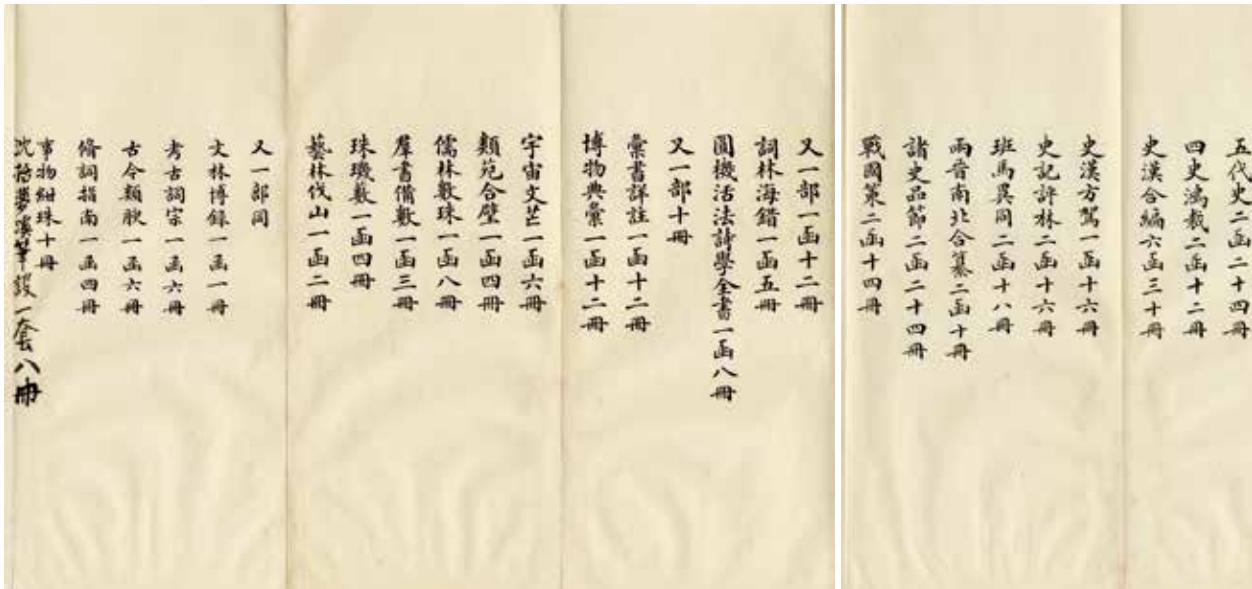 五代史二函二十四冊
四史鴻裁二函十二冊
史漢合編六函三十冊
史漢方駕一函十六冊
史記評林二函十六冊
班馬異同二函十八冊
兩晉南北合纂二函十冊
諸史品節二函二十四冊
戰國策二函十四冊
又一部一函十二冊
詞林海錯一函五冊
圓機活法詩學全書一函八冊
又一部十冊
彙書詳註一函十二冊
博物典彙一函十二冊
宇宙文芒一函六冊
類苑合璧一函四冊
儒林數珠一函八冊
羣書備數一函三冊
珠璣藪一函四冊
藝林伐山一函二冊
又一部同
文林博錄一函一冊
考古詞宗一函六冊
古今類腴一函六冊
脩詞指南一函四冊
事物紺珠十冊
沈括夢溪筆談一套八冊